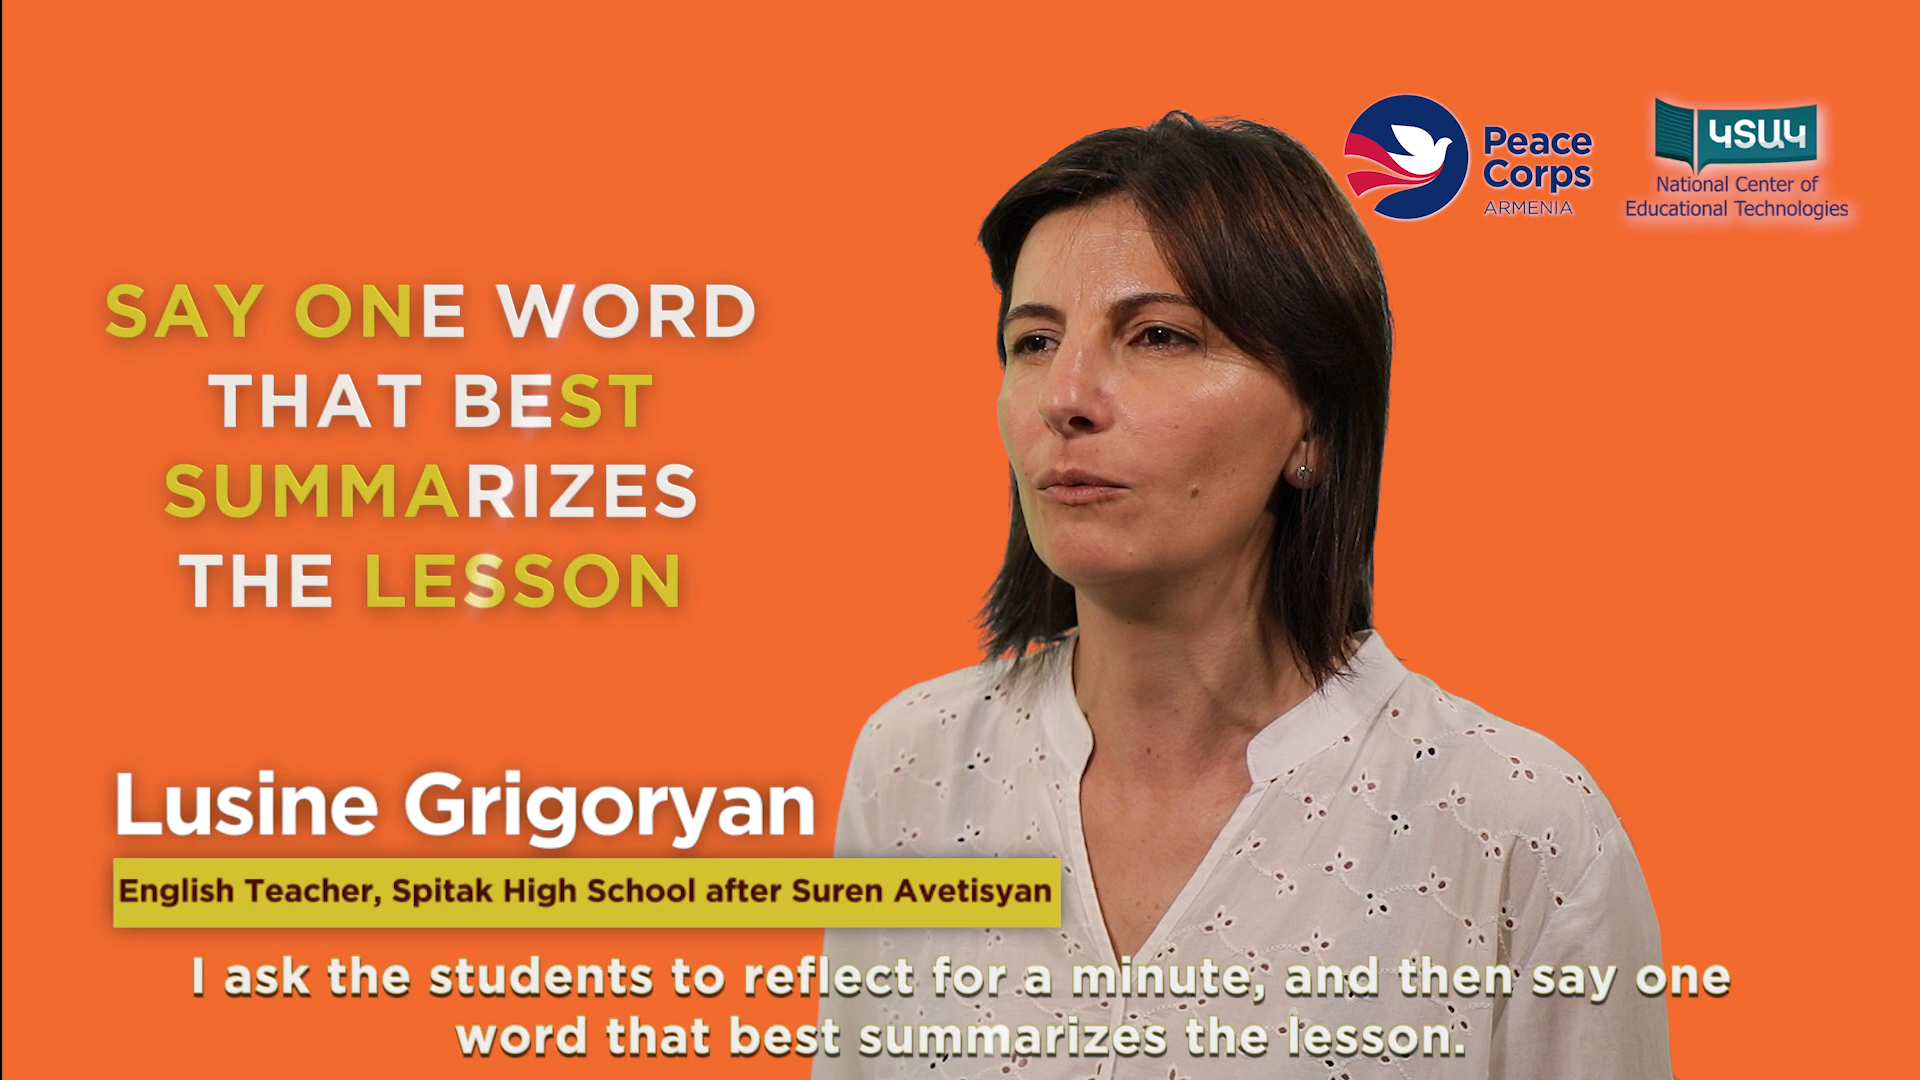 Peace
Corps
ARMENIA
ԿՏԱԿ
National Center of
Educational Technologies
SAY ONE WORD
THAT BEST
SUMMARIZES
THE LESSON
Lusine Grigoryan
English Teacher, Spitak High School after Suren Avetisyan
I ask the students to reflect for a minute, and then say one
word that best summarizes the lesson.